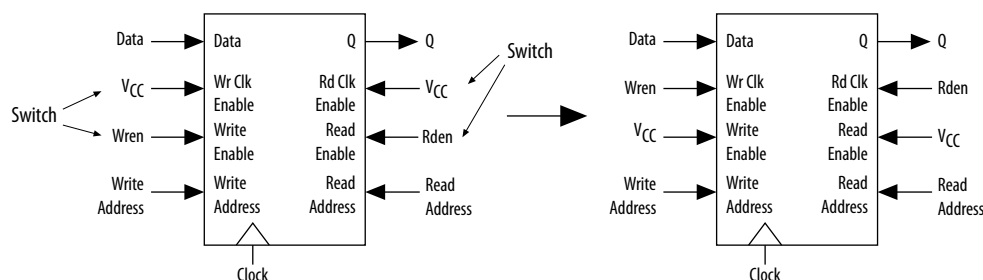 Data
Data
Q
Q
Switch
VCC
Wr Clk
Enable
Rd Clk
Enable
VCC
Switch
Wren
Write
Enable
Read
Enable
Rden
Write
Address
Write
Address
Read
Address
Read
Address
Clock
Data
Data
Q
Q
Wren
Wr Clk
Enable
Rd Clk
Enable
Rden
VCC
Write
Enable
Read
Enable
VCC
Write
Address
Write
Address
Read
Address
Read
Address
Clock